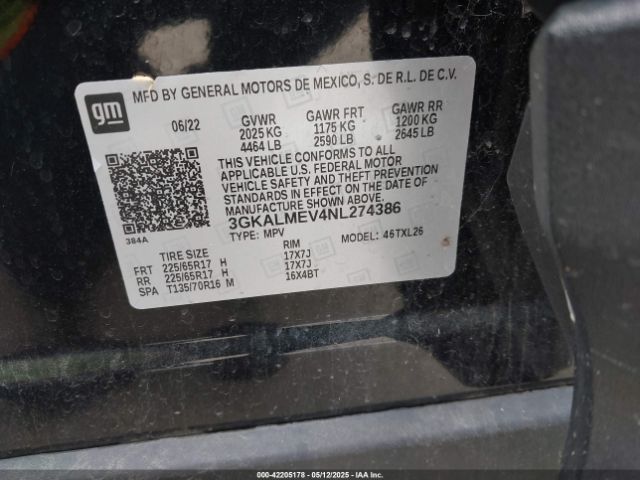 gm
MFD BY GENERAL MOTORS DE MEXICO, S. DE R.L. DE C.V.
06/22 GVWR GAWR FRT GAWR RR
2025 KG 1175 KG 1200 KG
4464 LB 2590 LB 2645 LB
THIS VEHICLE CONFORMS TO ALL
APPLICABLE U.S. FEDERAL MOTOR
VEHICLE SAFETY AND THEFT PREVENTION
STANDARDS IN EFFECT ON THE DATE OF
MANUFACTURE SHOWN ABOVE.
3GKALMEV4NL274386
384A
TYPE: MPV MODEL: 46TXL26
TIRE SIZE RIM
FRT 225/65R17 H 17X7J
RR 225/65R17 H 17X7J
SPA T135/70R16 M 16X4BT
000-42205178 - 05/12/2025 - IAAI.COM